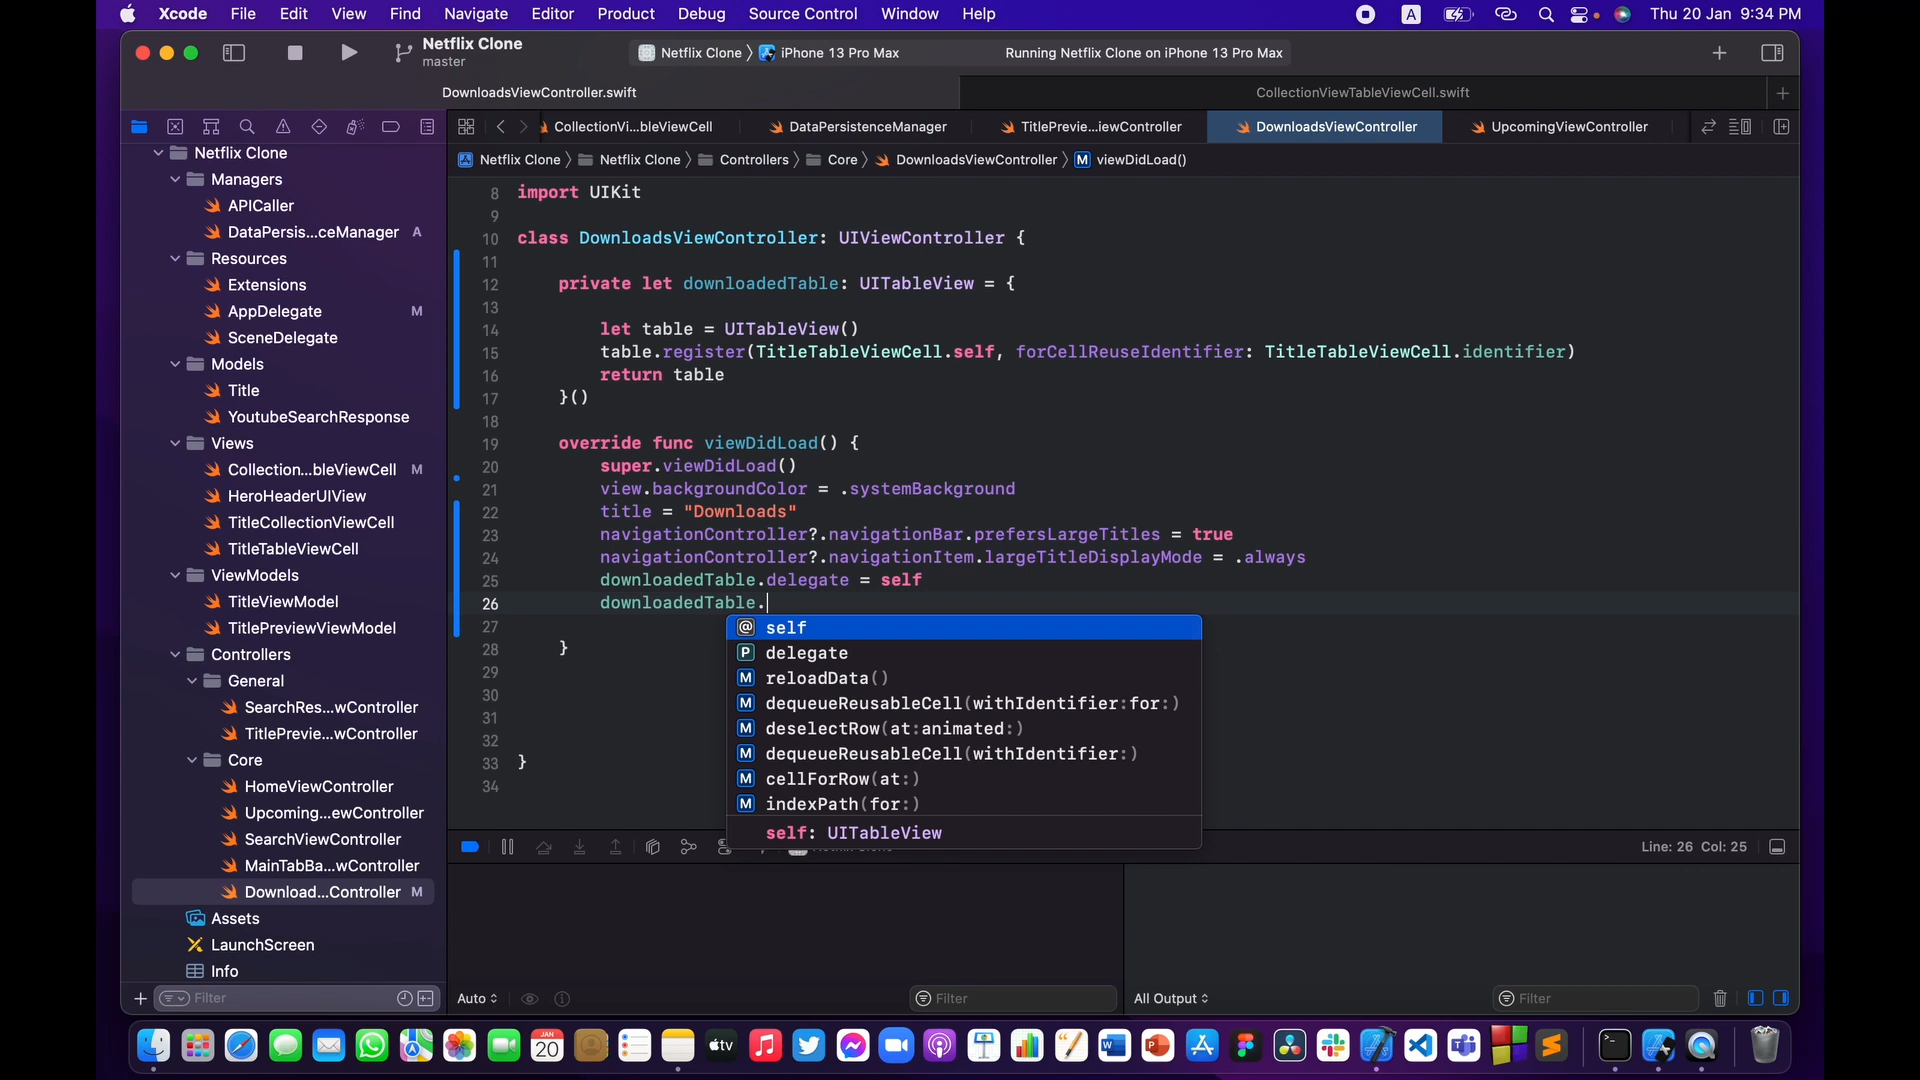 Xcode File Edit View Find Navigate Editor Product Debug Source Control Window Help A Thu 20 Jan 9:34 PM
Netflix Clone
master
Netflix Clone iPhone 13 Pro Max Running Netflix Clone on iPhone 13 Pro Max
DownloadsViewController.swift CollectionViewTableViewCell.swift
CollectionVi...bleViewCell DataPersistenceManager TitlePrevie...iewController DownloadsViewController UpcomingViewController
Netflix Clone Netflix Clone Controllers Core DownloadsViewController M viewDidLoad()
Netflix Clone
Managers
APICaller
DataPersis...ceManager A
Resources
Extensions
AppDelegate M
SceneDelegate
Models
Title
YoutubeSearchResponse
Views
Collection...bleViewCell M
HeroHeaderUIView
TitleCollectionViewCell
TitleTableViewCell
ViewModels
TitleViewModel
TitlePreviewViewModel
Controllers
General
SearchRes...wController
TitlePrevie...wController
Core
HomeViewController
Upcoming...ewController
SearchViewController
MainTabBa...wController
Download...Controller M
Assets
LaunchScreen
Info
Filter
8 import UIKit
9
10 class DownloadsViewController: UIViewController {
11
12 private let downloadedTable: UITableView = {
13
14 let table = UITableView()
15 table.register(TitleTableViewCell.self, forCellReuseIdentifier: TitleTableViewCell.identifier)
16 return table
17 }()
18
19 override func viewDidLoad() {
20 super.viewDidLoad()
21 view.backgroundColor = .systemBackground
22 title = "Downloads"
23 navigationController?.navigationBar.prefersLargeTitles = true
24 navigationController?.navigationItem.largeTitleDisplayMode = .always
25 downloadedTable.delegate = self
26 downloadedTable.
27
28 }
29
30
31
32
33 }
34
@ self
P delegate
M reloadData()
M dequeueReusableCell(withIdentifier:for:)
M deselectRow(at:animated:)
M dequeueReusableCell(withIdentifier:)
M cellForRow(at:)
M indexPath(for:)
self: UITableView
Line: 26 Col: 25
Auto Filter All Output Filter
JAN
20
tv